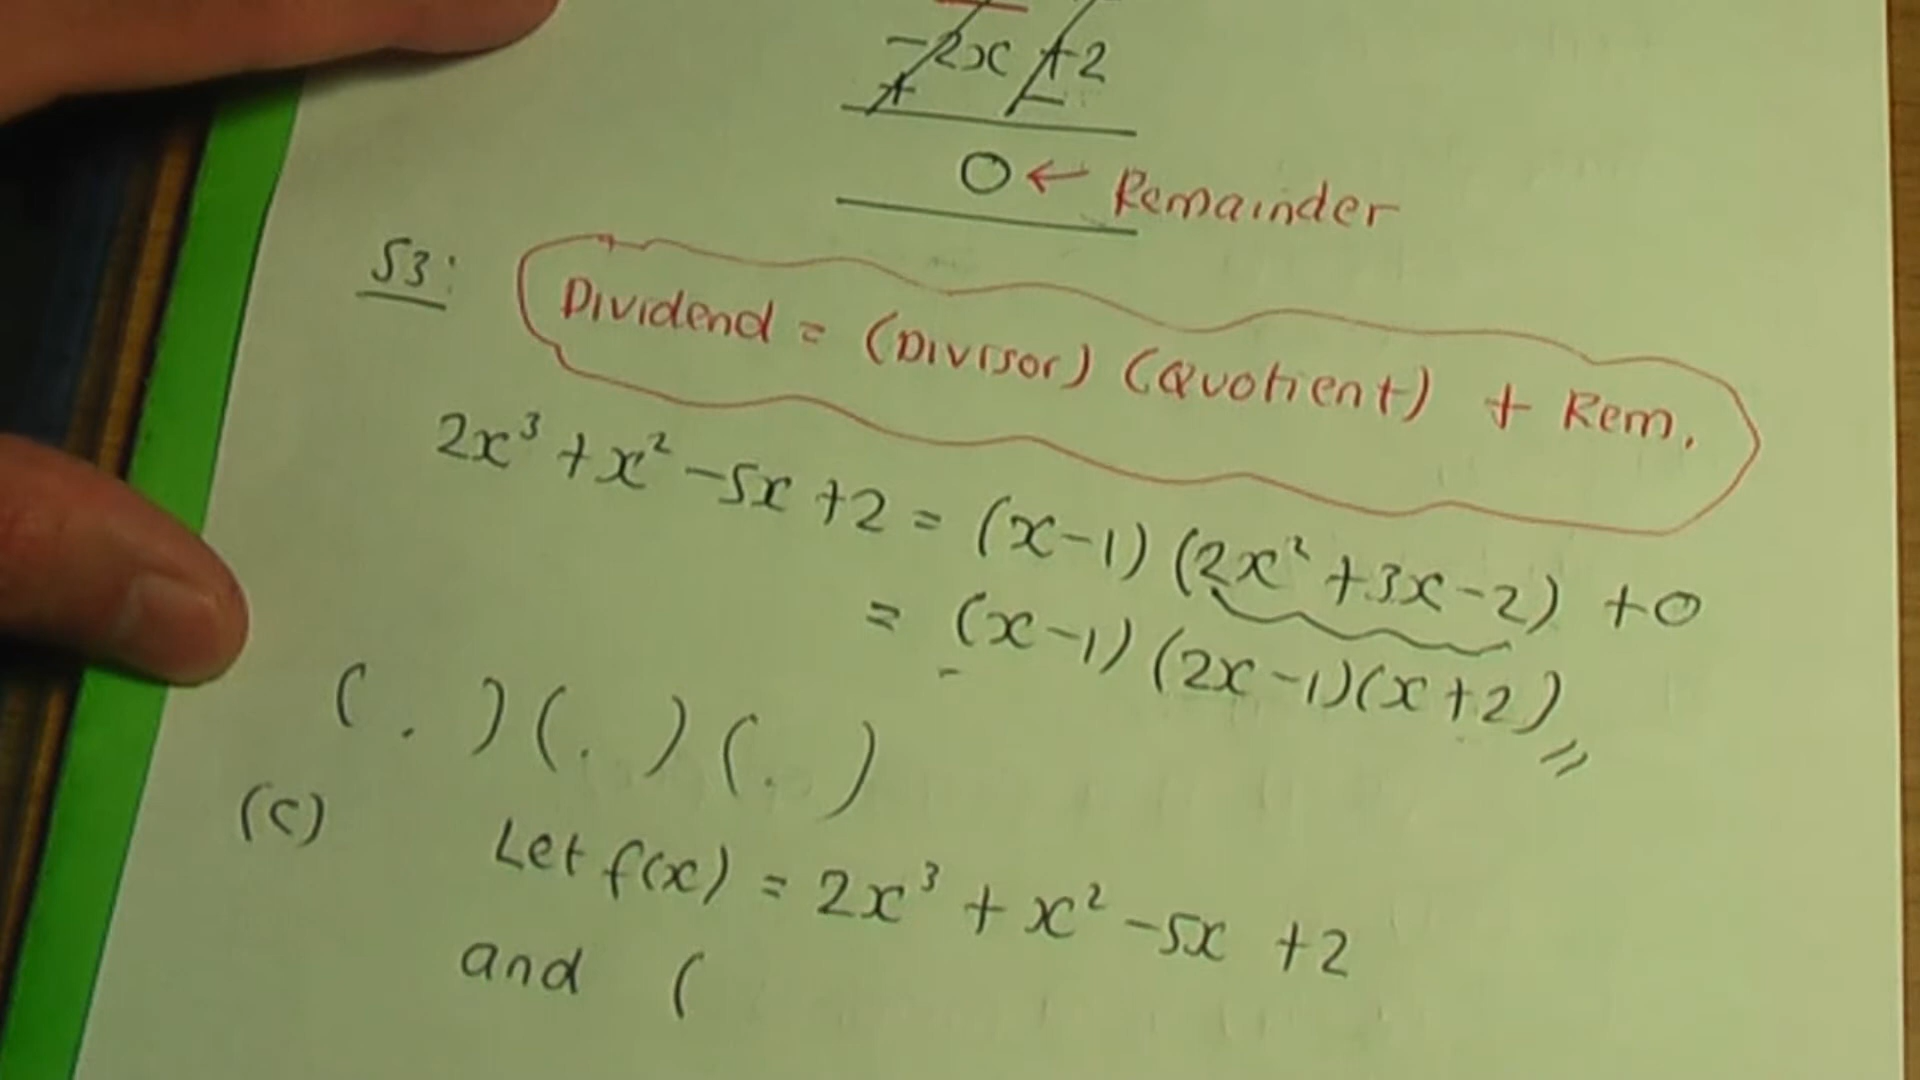 -2x +2
+ -
0 ← Remainder
S3:
Dividend = (Divisor) (Quotient) + Rem.
2x³ + x² - 5x + 2 = (x-1) (2x² + 3x - 2) + 0
= (x-1) (2x-1)(x+2)
( . ) ( . ) ( . )
(c)
Let f(x) = 2x³ + x² - 5x + 2
and (